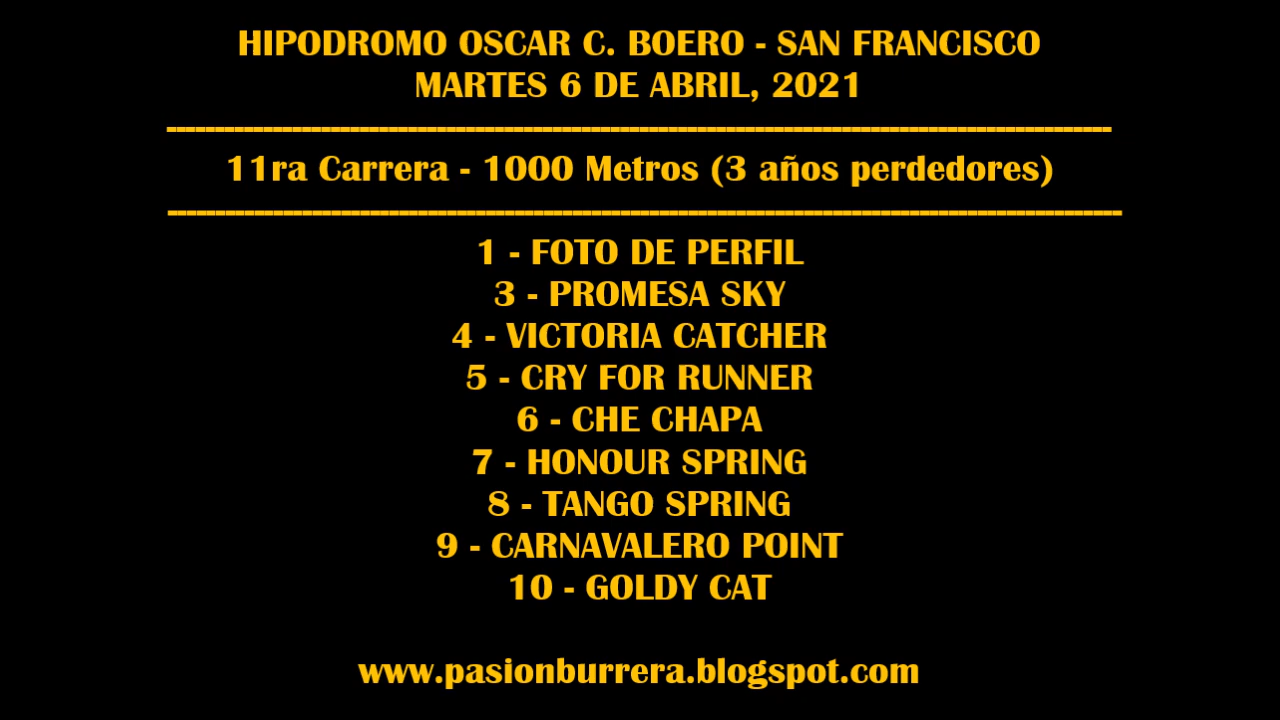 HIPODROMO OSCAR C. BOERO - SAN FRANCISCO
MARTES 6 DE ABRIL, 2021
----------------------------------------------------------------------------------------------------
11ra Carrera - 1000 Metros (3 años perdedores)
----------------------------------------------------------------------------------------------------
1 - FOTO DE PERFIL
3 - PROMESA SKY
4 - VICTORIA CATCHER
5 - CRY FOR RUNNER
6 - CHE CHAPA
7 - HONOUR SPRING
8 - TANGO SPRING
9 - CARNAVALERO POINT
10 - GOLDY CAT
www.pasionburrera.blogspot.com